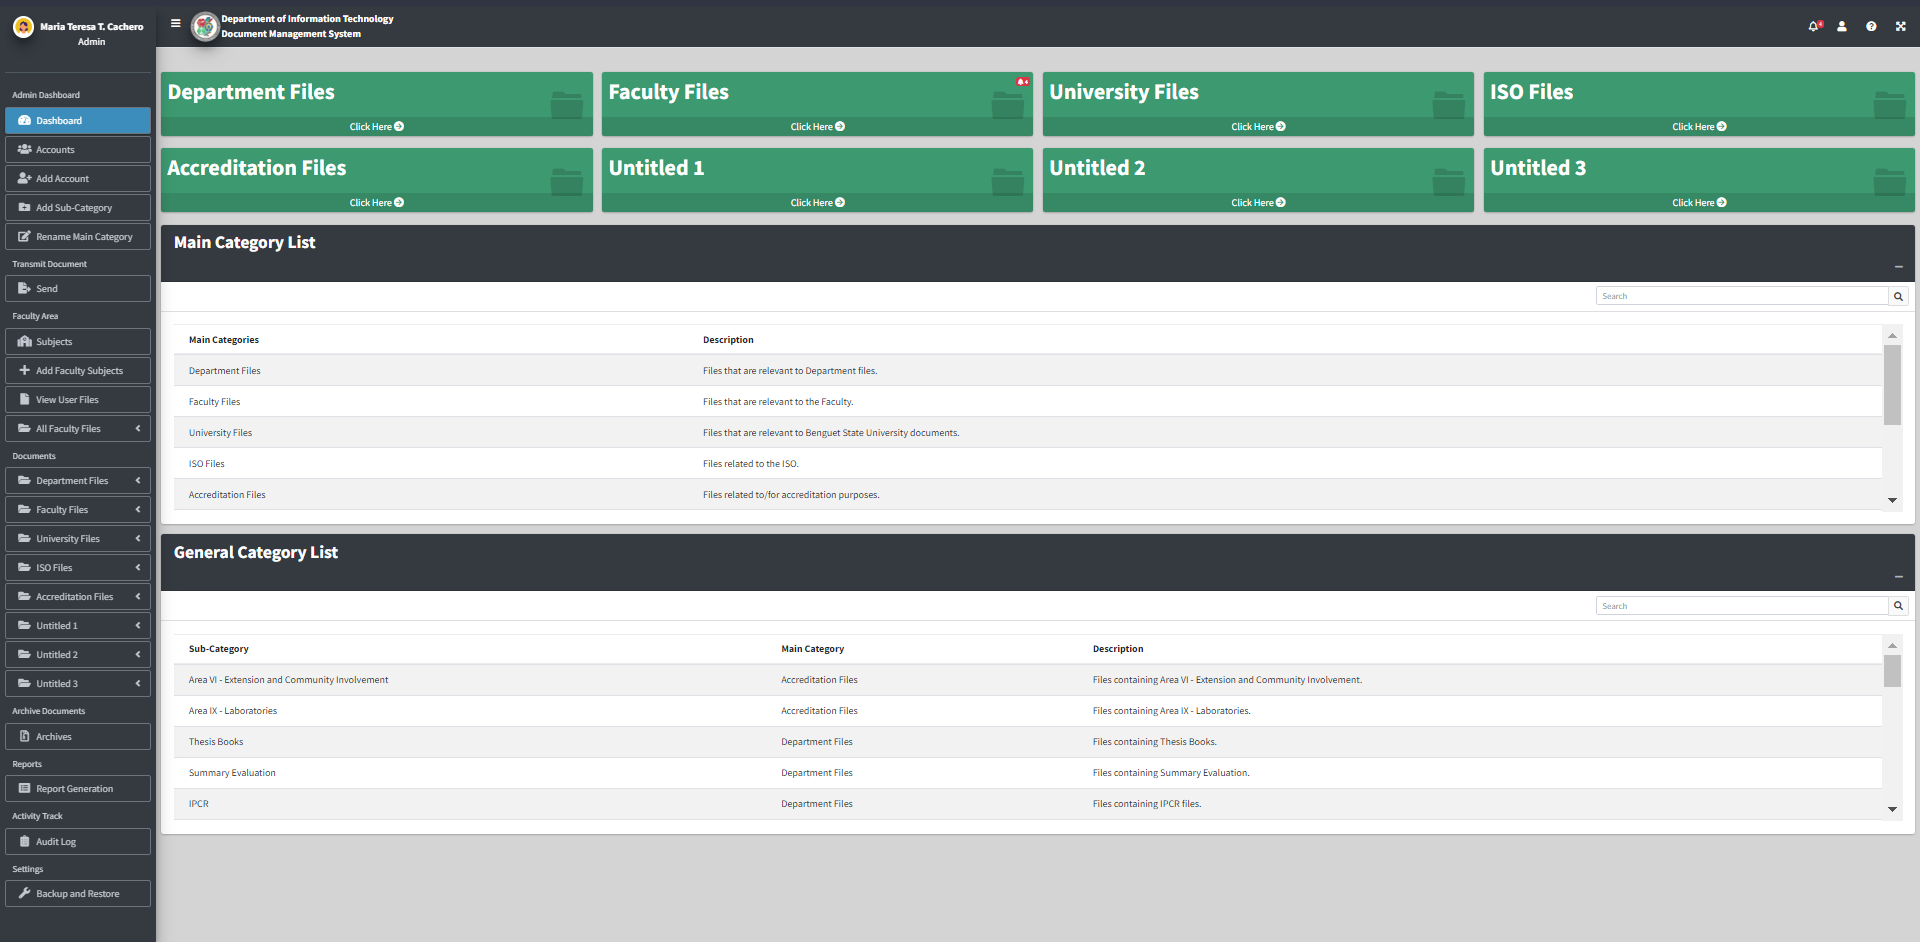 Maria Teresa T. Cachero
Admin
Department of Information Technology
Document Management System
Admin Dashboard
Dashboard
Accounts
Add Account
Add Sub-Category
Rename Main Category
Transmit Document
Send
Faculty Area
Subjects
Add Faculty Subjects
View User Files
All Faculty Files
Documents
Department Files
Faculty Files
University Files
ISO Files
Accreditation Files
Untitled 1
Untitled 2
Untitled 3
Archive Documents
Archives
Reports
Report Generation
Activity Track
Audit Log
Settings
Backup and Restore
Department Files
Click Here
Faculty Files
Click Here
University Files
Click Here
ISO Files
Click Here
Accreditation Files
Click Here
Untitled 1
Click Here
Untitled 2
Click Here
Untitled 3
Click Here
Main Category List
Search
Main Categories Description
Department Files Files that are relevant to Department files.
Faculty Files Files that are relevant to the Faculty.
University Files Files that are relevant to Benguet State University documents.
ISO Files Files related to the ISO.
Accreditation Files Files related to/for accreditation purposes.
General Category List
Search
Sub-Category Main Category Description
Area VI - Extension and Community Involvement Accreditation Files Files containing Area VI - Extension and Community Involvement.
Area IX - Laboratories Accreditation Files Files containing Area IX - Laboratories.
Thesis Books Department Files Files containing Thesis Books.
Summary Evaluation Department Files Files containing Summary Evaluation.
IPCR Department Files Files containing IPCR files.